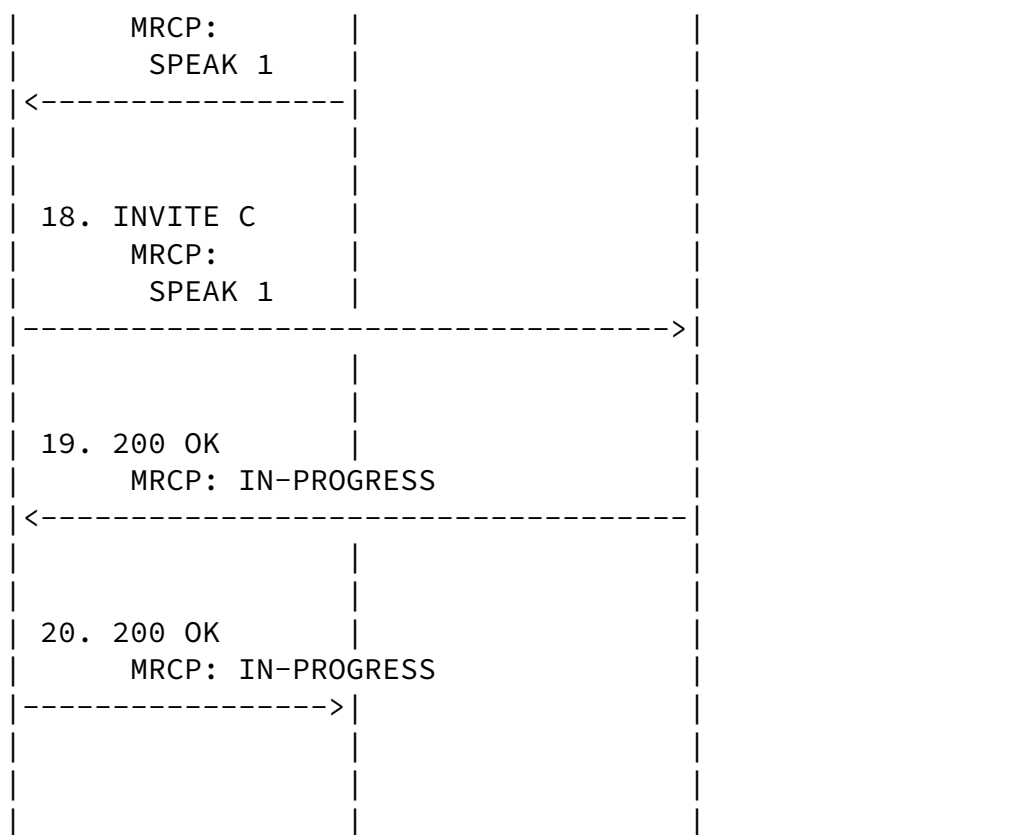 MRCP:
SPEAK 1
18. INVITE C
MRCP:
SPEAK 1
19. 200 OK
MRCP: IN-PROGRESS
20. 200 OK
MRCP: IN-PROGRESS